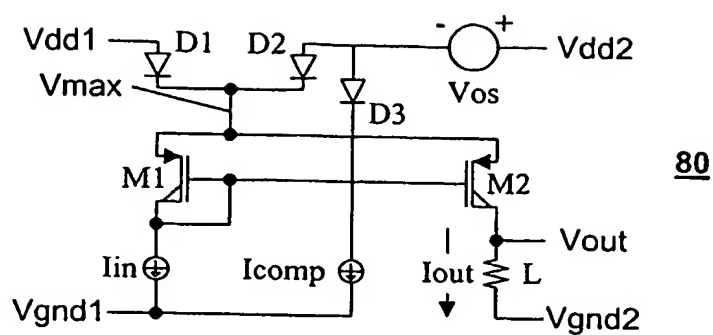 Vdd1 D1 D2 - + Vdd2
Vmax Vos
D3
M1 M2 80
Vout
Iin Icomp Iout L
Vgnd1 Vgnd2